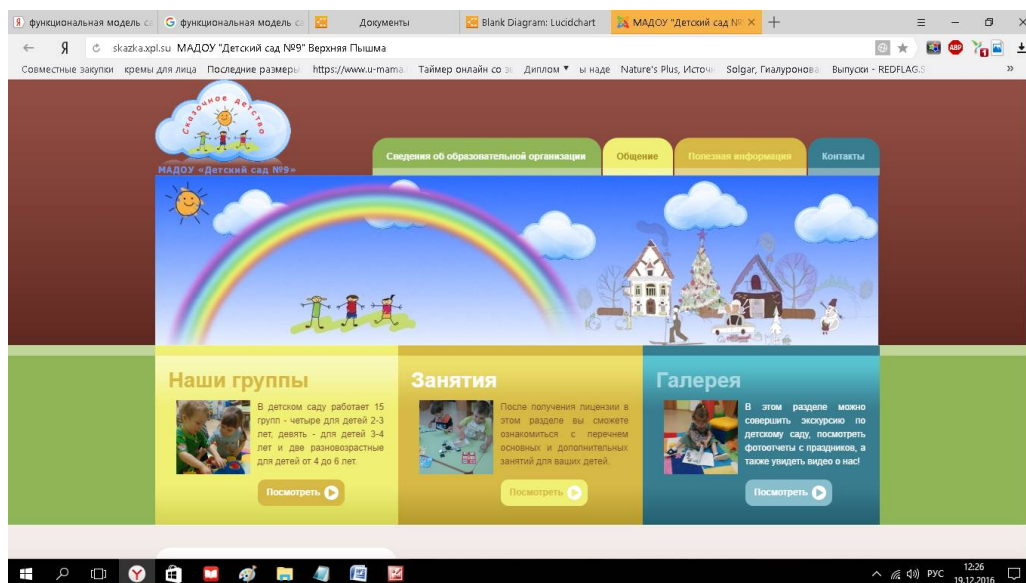 функциональная модель
функциональная модель
Документы
Blank Diagram: Lucidchart
МАДОУ "Детский сад №
skazka.xpl.su МАДОУ "Детский сад №9" Верхняя Пышма
Совместные закупки кремы для лица Последние размеры https://www.u-mama Таймер онлайн со Диплом ы наде Nature's Plus, Источ Solgar, Гиалуронова Выпуски - REDFLAG.S
ABP
1
Сказочное детство
МАДОУ «Детский сад №9»
Сведения об образовательной организации
Общение
Полезная информация
Контакты
Наши группы
В детском саду работает 15
групп - четыре для детей 2-3
лет, девять - для детей 3-4
лет и две разновозрастные
для детей от 4 до 6 лет.
Посмотреть
Занятия
После получения лицензии в
этом разделе вы сможете
ознакомиться с перечнем
основных и дополнительных
занятий для ваших детей.
Посмотреть
Галерея
В этом разделе можно
совершить экскурсию по
детскому саду, посмотреть
фотоотчеты с праздников, а
также увидеть видео о нас!
Посмотреть
РУС
12:26
19.12.2016